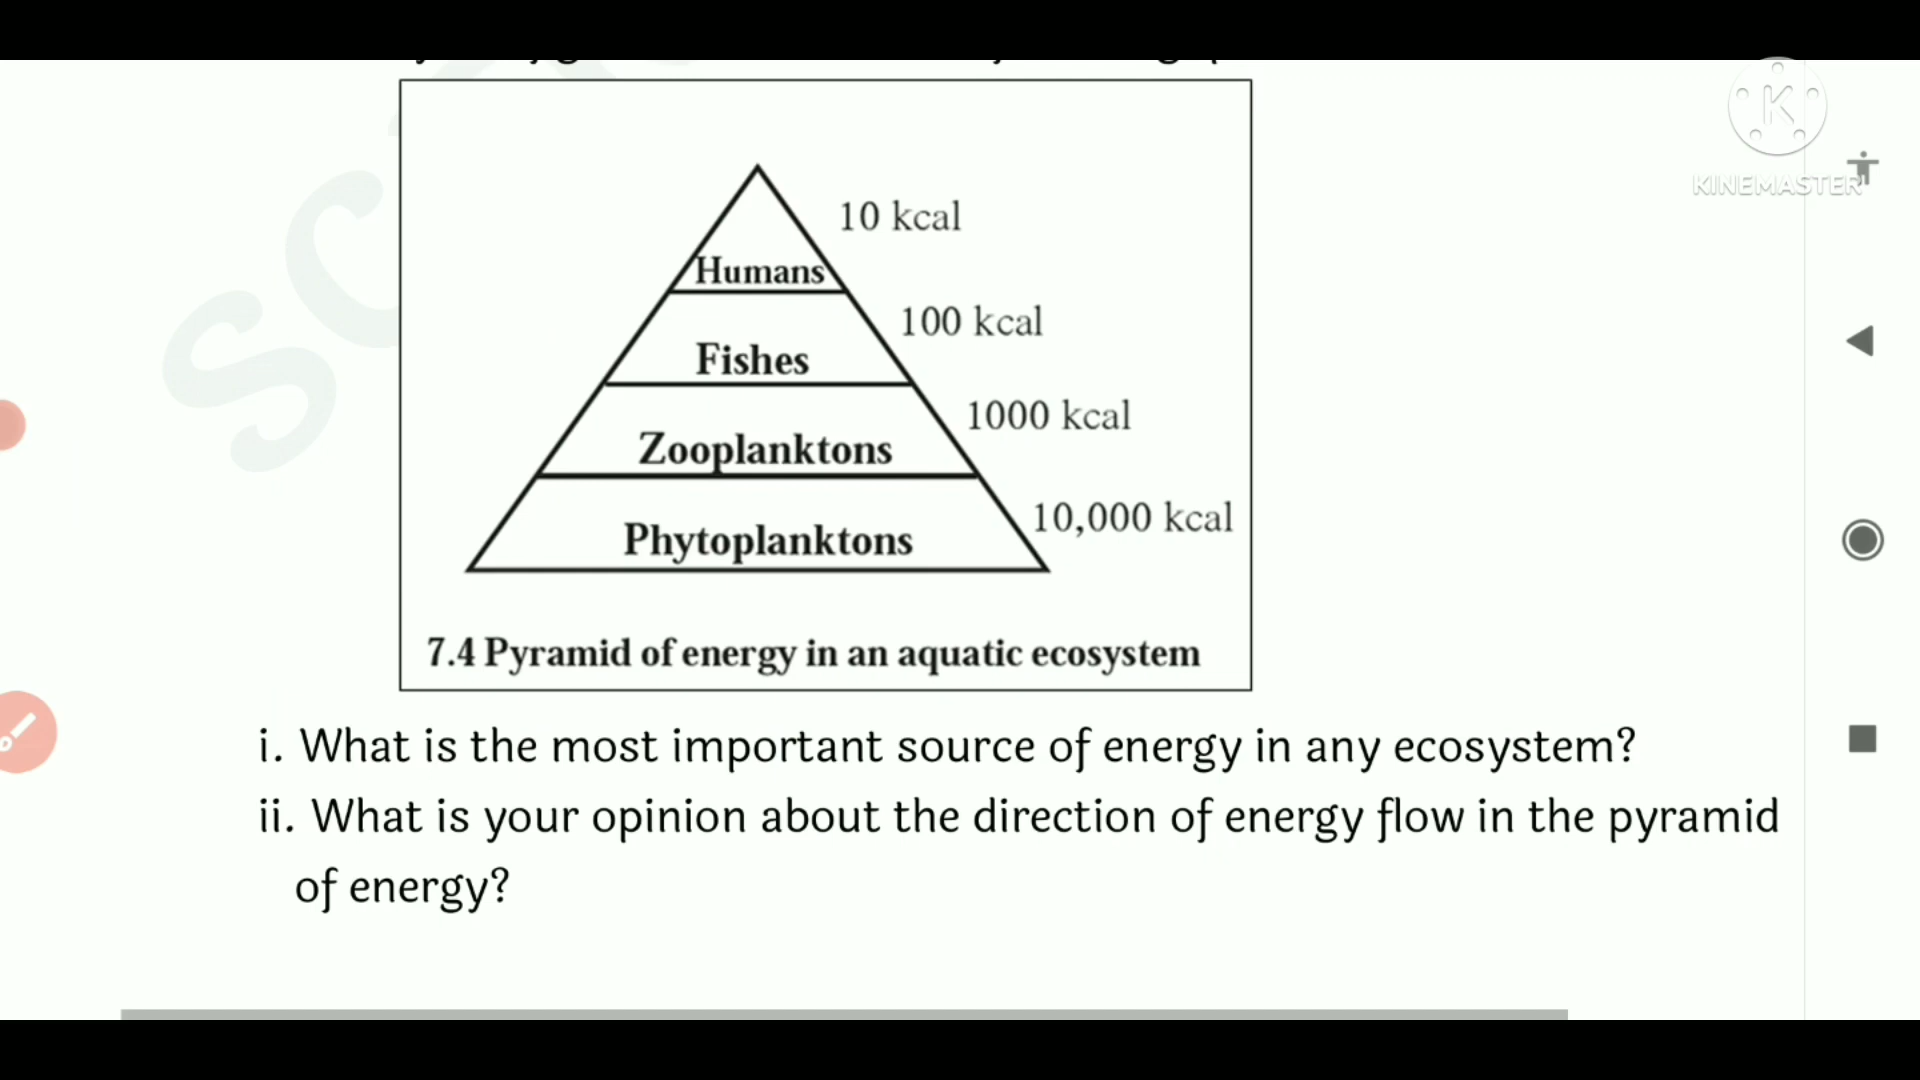 Humans
10 kcal
Fishes
100 kcal
Zooplanktons
1000 kcal
Phytoplanktons
10,000 kcal
7.4 Pyramid of energy in an aquatic ecosystem
i. What is the most important source of energy in any ecosystem?
ii. What is your opinion about the direction of energy flow in the pyramid
of energy?
K
KINEMASTER